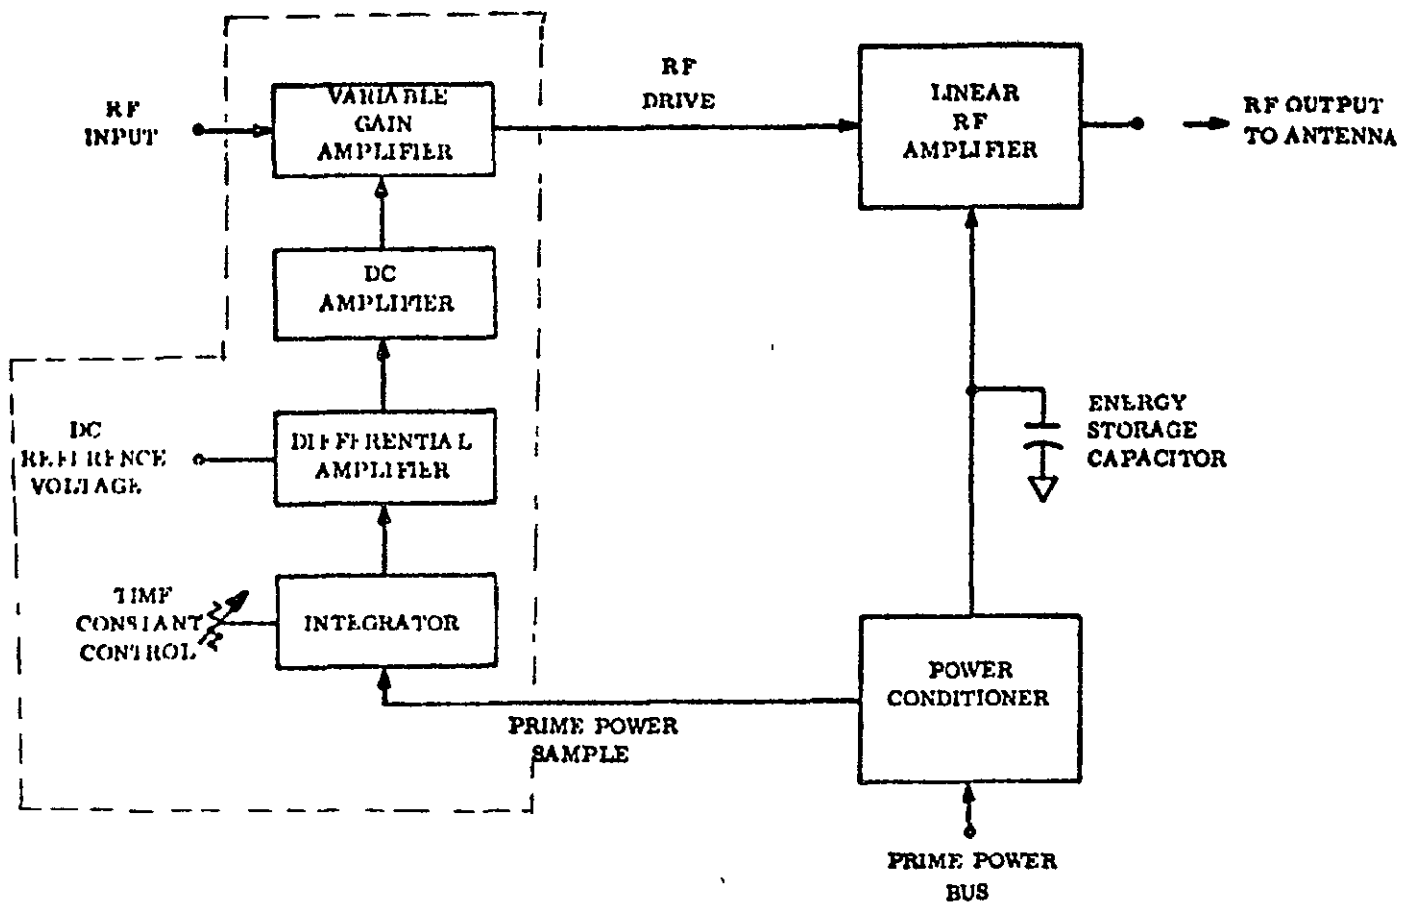 RF
INPUT
VARIABLE
GAIN
AMPLIFIER
RF
DRIVE
LINEAR
RF
AMPLIFIER
RF OUTPUT
TO ANTENNA
DC
AMPLIFIER
DC
REFERENCE
VOLTAGE
DIFFERENTIAL
AMPLIFIER
ENERGY
STORAGE
CAPACITOR
TIME
CONSTANT
CONTROL
INTEGRATOR
POWER
CONDITIONER
PRIME POWER
SAMPLE
PRIME POWER
BUS